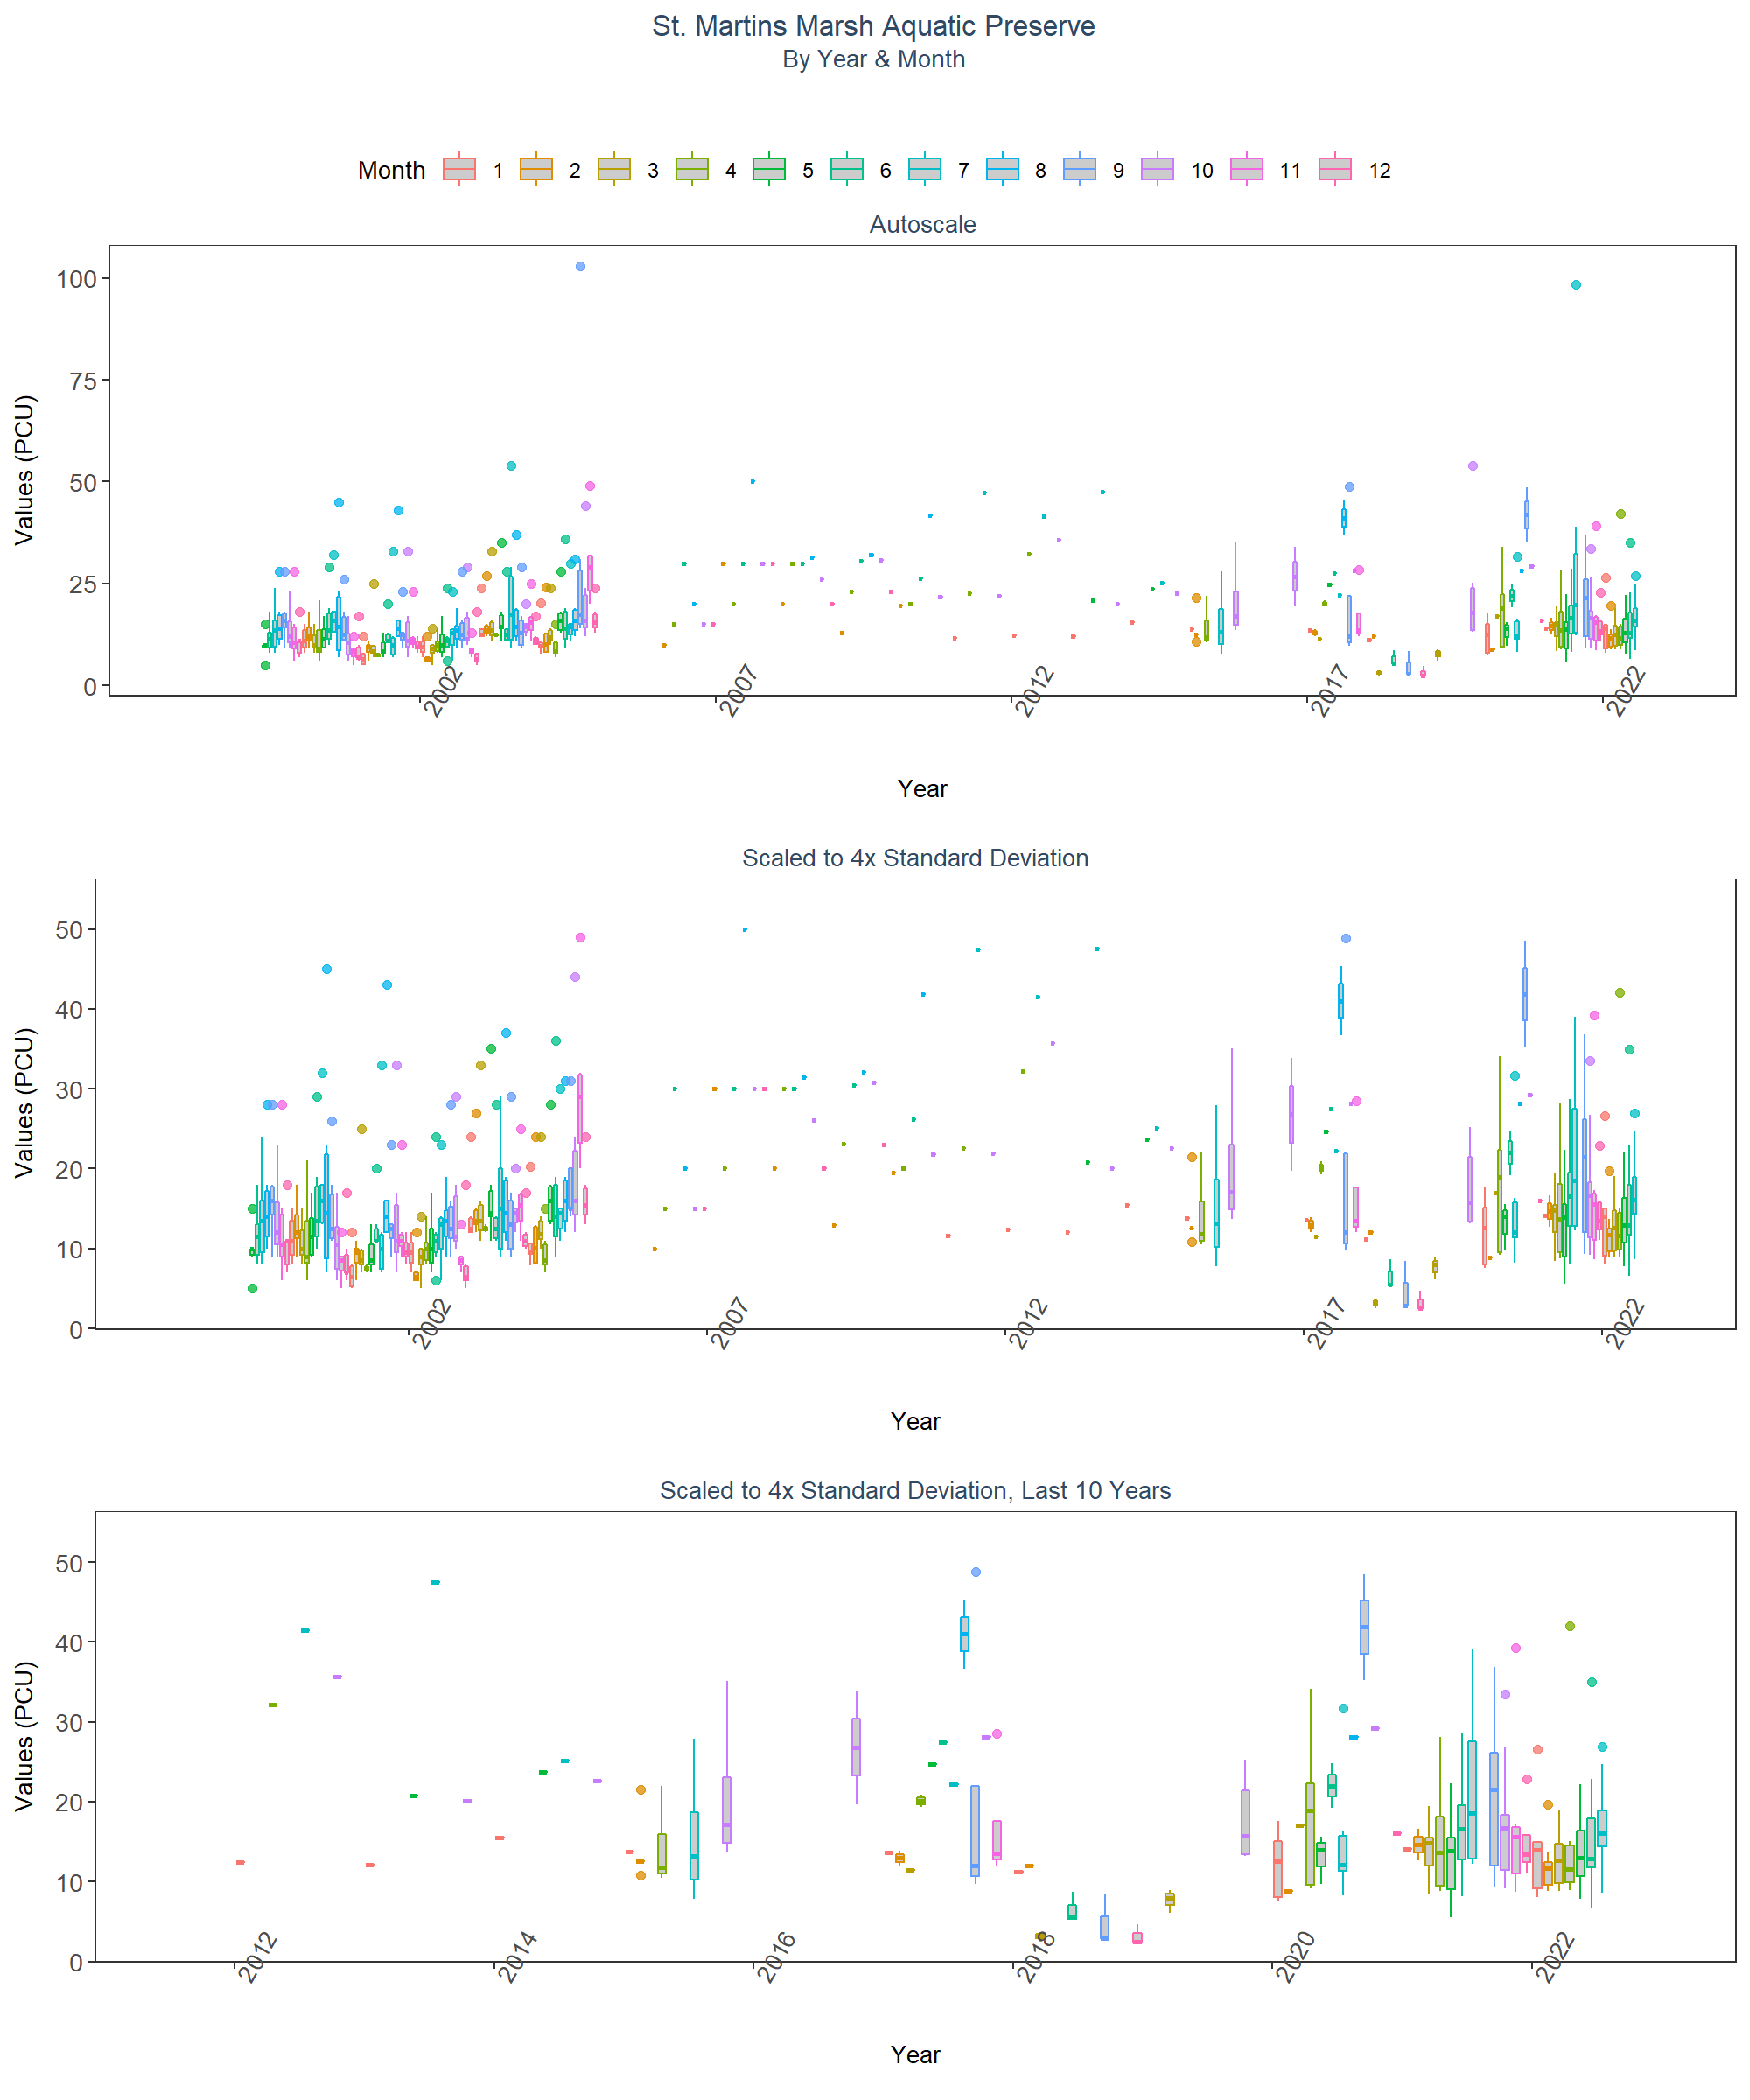 St. Martins Marsh Aquatic Preserve
By Year & Month
Month 1 2 3 4 5 6 7 8 9 10 11 12
Autoscale
100
75
50
25
0
Values (PCU)
2002 2007 2012 2017 2022
Year
Scaled to 4x Standard Deviation
50
40
30
20
10
0
Values (PCU)
2002 2007 2012 2017 2022
Year
Scaled to 4x Standard Deviation, Last 10 Years
50
40
30
20
10
0
Values (PCU)
2012 2014 2016 2018 2020 2022
Year